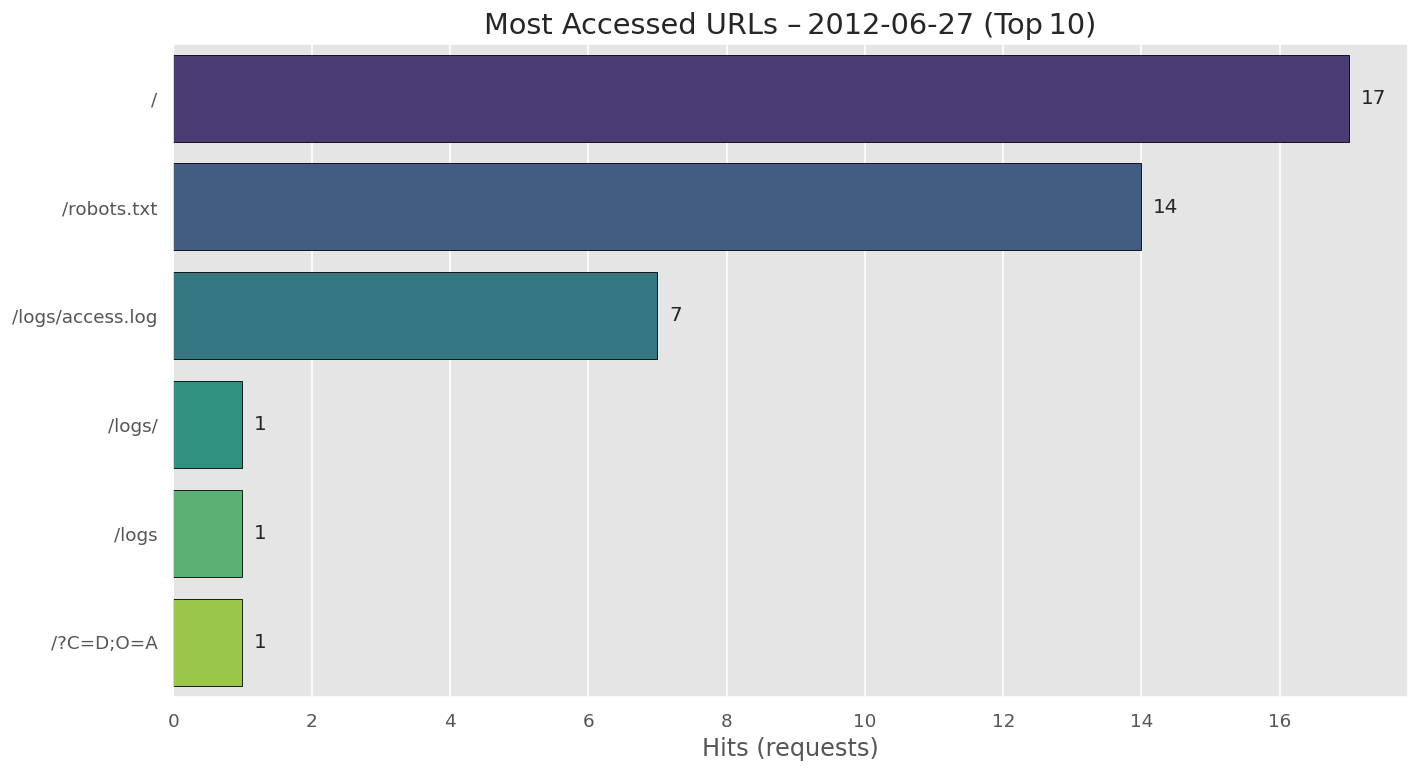 Most Accessed URLs – 2012-06-27 (Top 10)
/
17
/robots.txt
14
/logs/access.log
7
/logs/
1
/logs
1
/?C=D;O=A
1
0 2 4 6 8 10 12 14 16
Hits (requests)